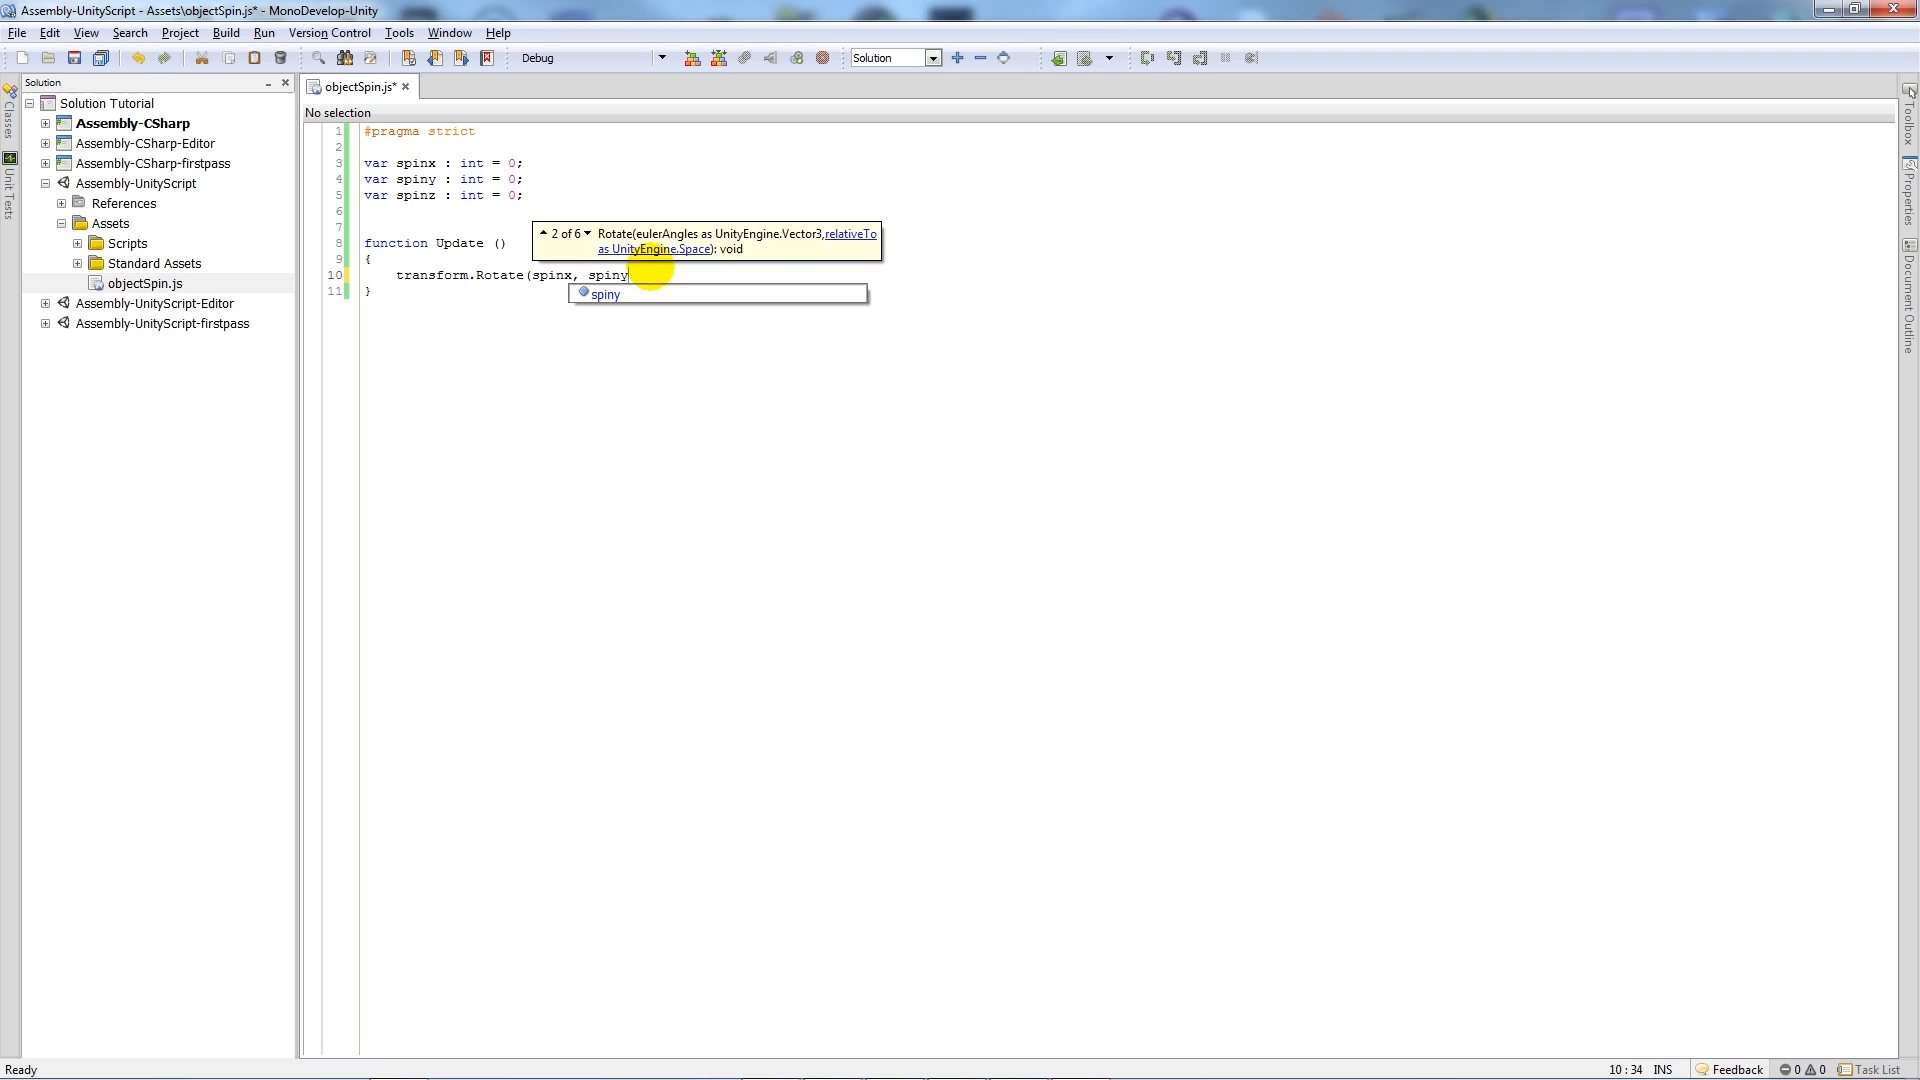 Assembly-UnityScript - Assets\objectSpin.js* - MonoDevelop-Unity
File Edit View Search Project Build Run Version Control Tools Window Help
Debug Solution
Solution
objectSpin.js*
No selection
Classes
Unit Tests
Solution Tutorial
Assembly-CSharp
Assembly-CSharp-Editor
Assembly-CSharp-firstpass
Assembly-UnityScript
References
Assets
Scripts
Standard Assets
objectSpin.js
Assembly-UnityScript-Editor
Assembly-UnityScript-firstpass
1 #pragma strict
2
3 var spinx : int = 0;
4 var spiny : int = 0;
5 var spinz : int = 0;
6
7
8 function Update ()
9 {
10 transform.Rotate(spinx, spiny
11 }
2 of 6 Rotate(eulerAngles as UnityEngine.Vector3,relativeTo
as UnityEngine.Space): void
spiny
Toolbox
Properties
Document Outline
Ready 10 : 34 INS Feedback 0 0 Task List